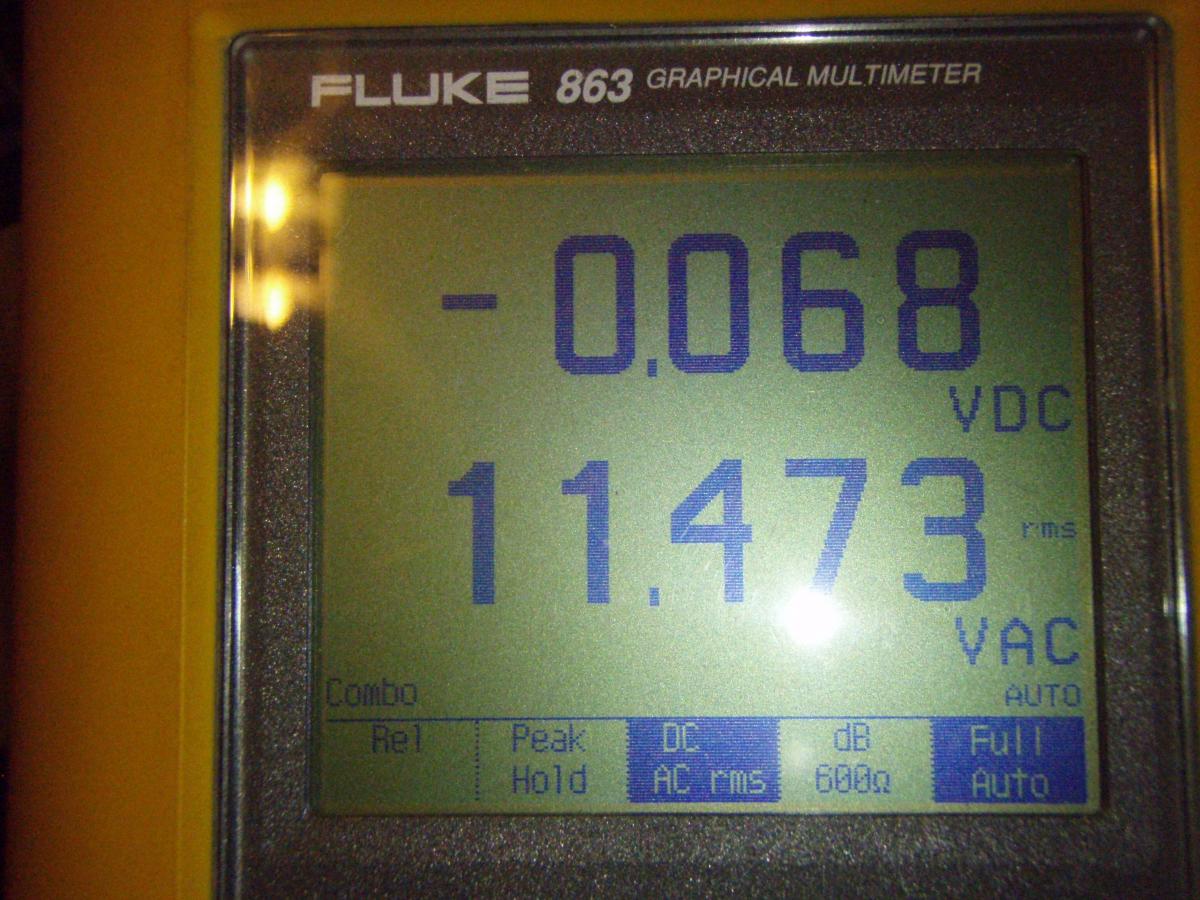 FLUKE 863 GRAPHICAL MULTIMETER
-0.068
VDC
11.473
rms
VAC
Combo AUTO
Rel Peak Hold DC AC rms dB 600Ω Full Auto